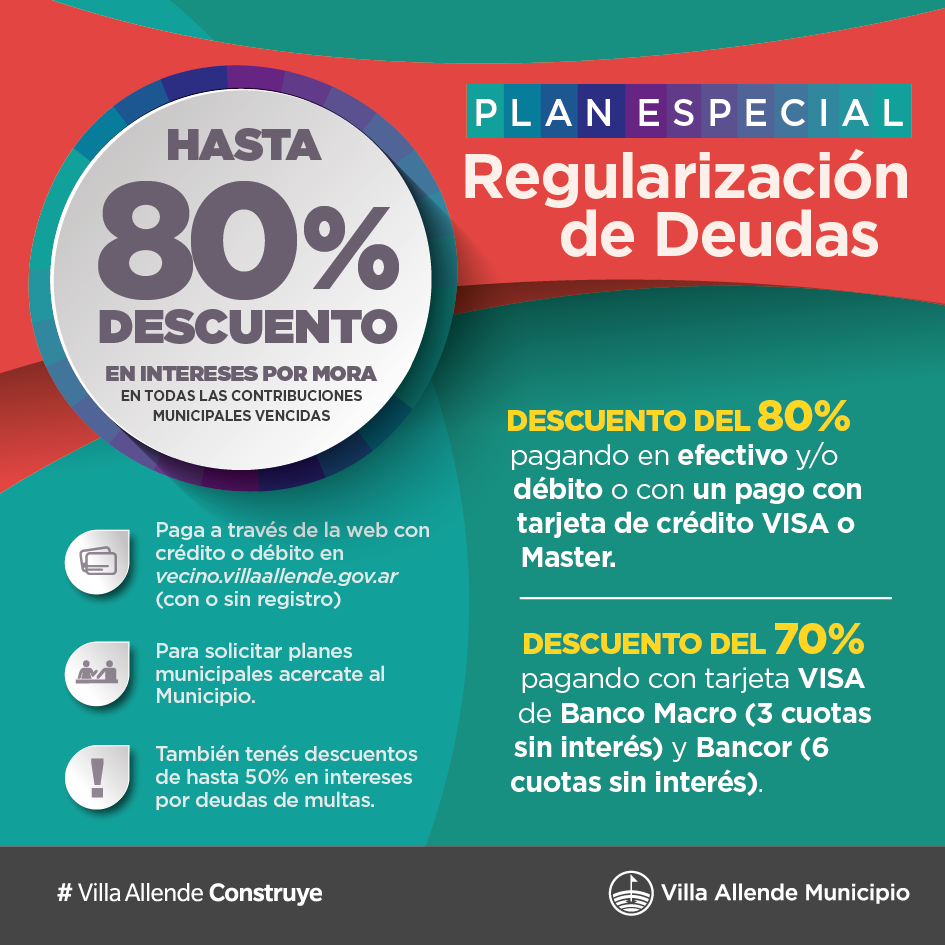 HASTA
80%
DESCUENTO
EN INTERESES POR MORA
EN TODAS LAS CONTRIBUCIONES
MUNICIPALES VENCIDAS
PLAN ESPECIAL
Regularización
de Deudas
DESCUENTO DEL 80%
pagando en efectivo y/o
débito o con un pago con
tarjeta de crédito VISA o
Master.
DESCUENTO DEL 70%
pagando con tarjeta VISA
de Banco Macro (3 cuotas
sin interés) y Bancor (6
cuotas sin interés).
Paga a través de la web con
crédito o débito en
vecino.villaallende.gov.ar
(con o sin registro)
Para solicitar planes
municipales acercate al
Municipio.
También tenés descuentos
de hasta 50% en intereses
por deudas de multas.
# Villa Allende Construye
Villa Allende Municipio